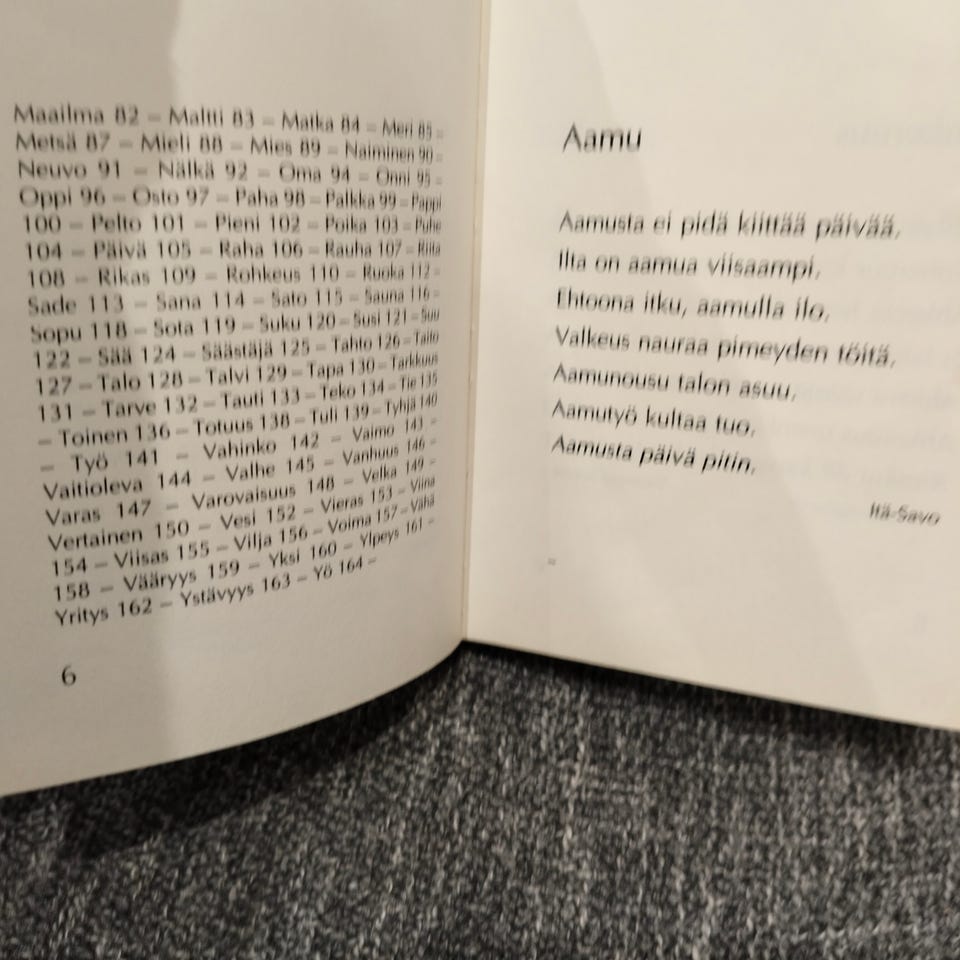 Maailma 82 – Maltti 83 – Matka 84 – Meri 85 –
Metsä 87 – Mieli 88 – Mies 89 – Naiminen 90 –
Neuvo 91 – Nälkä 92 – Oma 94 – Onni 95 –
Oppi 96 – Osto 97 – Paha 98 – Palkka 99 – Pappi
100 – Pelto 101 – Pieni 102 – Poika 103 – Puhe
104 – Päivä 105 – Raha 106 – Rauha 107 – Riita
108 – Rikas 109 – Rohkeus 110 – Ruoka 112 –
Sade 113 – Sana 114 – Sato 115 – Sauna 116 –
Sopu 118 – Sota 119 – Suku 120 – Susi 121 – Suu
122 – Sää 124 – Säästäjä 125 – Tahto 126 – Taito
127 – Talo 128 – Talvi 129 – Tapa 130 – Tarkkuus
131 – Tarve 132 – Tauti 133 – Teko 134 – Tie 135
– Toinen 136 – Totuus 138 – Tuli 139 – Tyhjä 140
– Työ 141 – Vahinko 142 – Vaimo 143 –
Vaitioleva 144 – Valhe 145 – Vanhuus 146 –
Varas 147 – Varovaisuus 148 – Velka 149 –
Vertainen 150 – Vesi 152 – Vieras 153 – Viina
154 – Viisas 155 – Vilja 156 – Voima 157 – Vähä
158 – Vääryys 159 – Yksi 160 – Ylpeys 161 –
Yritys 162 – Ystävyys 163 – Yö 164 –
6
Aamu
Aamusta ei pidä kiittää päivää.
Ilta on aamua viisaampi.
Ehtoona itku, aamulla ilo.
Valkeus nauraa pimeyden töitä.
Aamunousu talon asuu.
Aamutyö kultaa tuo.
Aamusta päivä pitin.
Itä-Savo